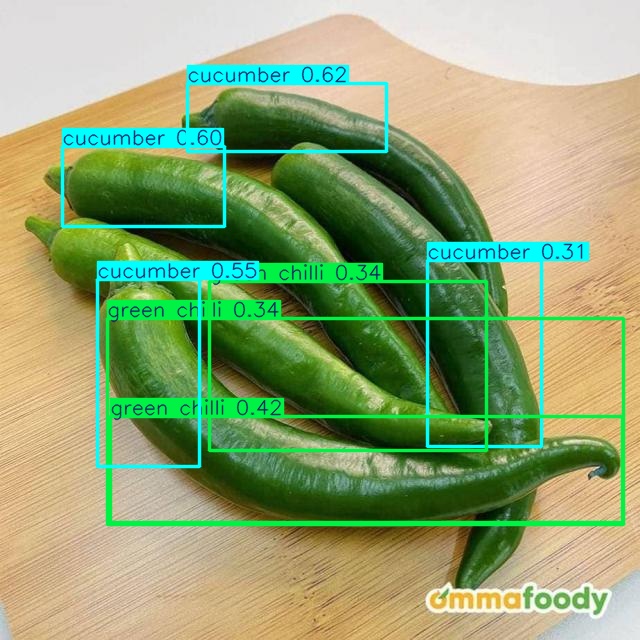 cucumber 0.62
cucumber 0.60
cucumber 0.31
cucumber 0.55
chilli 0.34
green chilli 0.34
green chilli 0.42
ommafoody